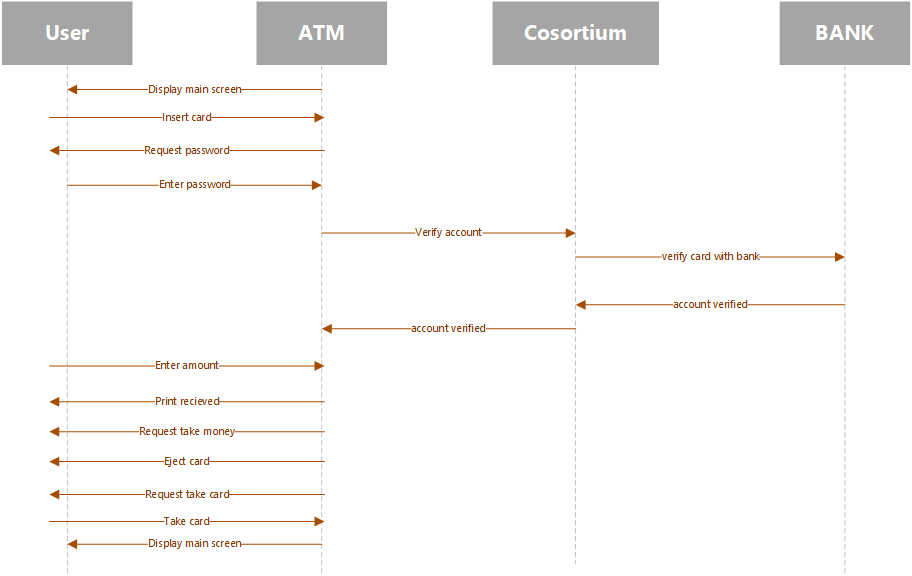 User
ATM
Cosortium
BANK
Display main screen
Insert card
Request password
Enter password
Verify account
verify card with bank
account verified
account verified
Enter amount
Print recieved
Request take money
Eject card
Request take card
Take card
Display main screen